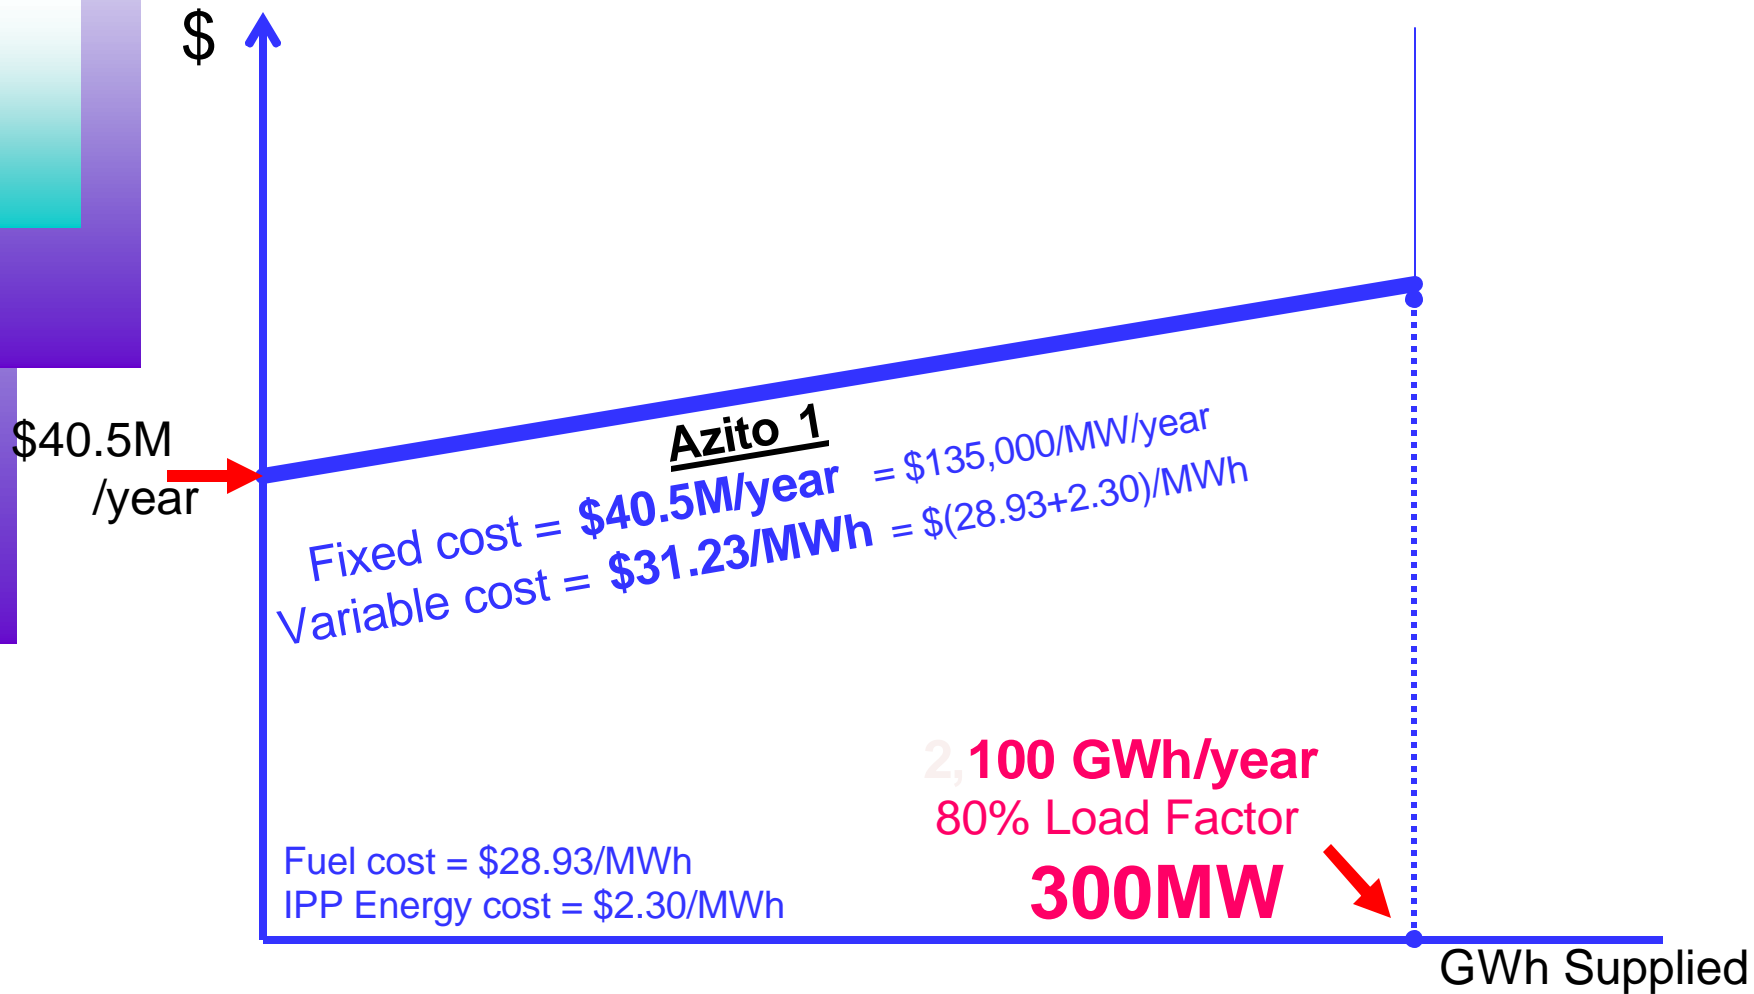 $
$40.5M
/year
Azito 1
Fixed cost = $40.5M/year = $135,000/MW/year
Variable cost = $31.23/MWh = $(28.93+2.30)/MWh
2,100 GWh/year
80% Load Factor
300MW
Fuel cost = $28.93/MWh
IPP Energy cost = $2.30/MWh
GWh Supplied